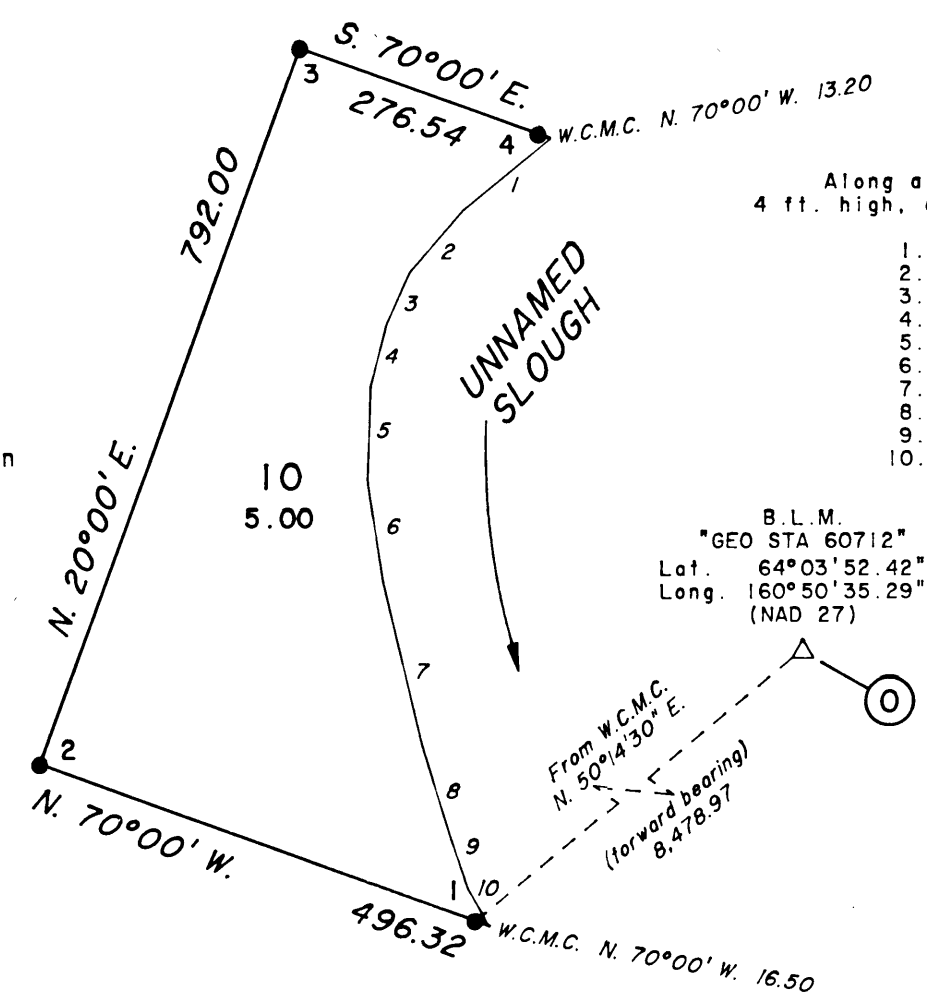 S. 70°00' E.
3
276.54
4
W.C.M.C. N. 70°00' W. 13.20
792.00
1
2
3
4
5
6
7
8
9
10
Along a
4 ft. high,
1.
2.
3.
4.
5.
6.
7.
8.
9.
10.
UNNAMED
SLOUGH
n
10
5.00
N. 20°00' E.
B.L.M.
"GEO STA 60712"
Lat. 64°03'52.42"
Long. 160°50'35.29"
(NAD 27)
O
From W.C.M.C.
N. 50°14'30" E.
(forward bearing)
8,478.97
2
N. 70°00' W.
1
496.32
W.C.M.C. N. 70°00' W. 16.50